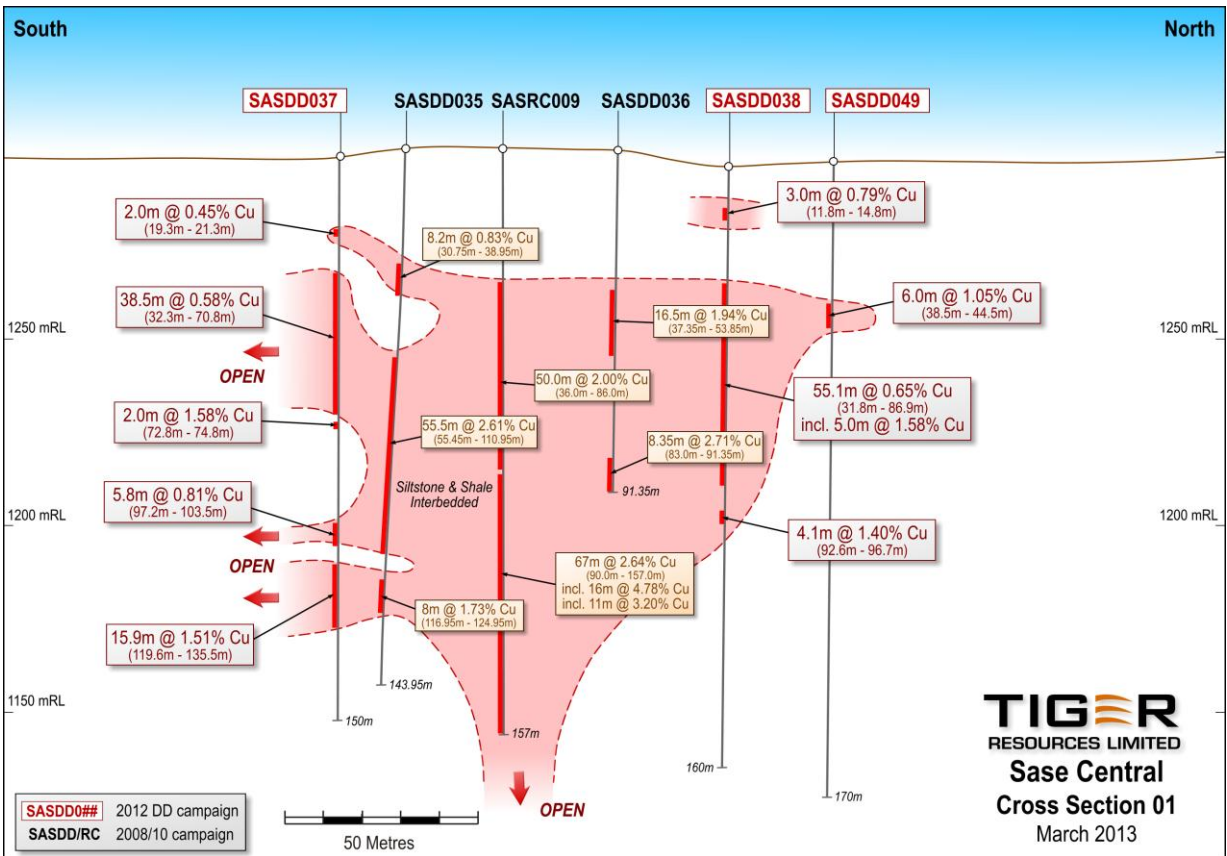 South
North
SASDD037
SASDD035
SASRC009
SASDD036
SASDD038
SASDD049
2.0m @ 0.45% Cu
(19.3m - 21.3m)
3.0m @ 0.79% Cu
(11.8m - 14.8m)
8.2m @ 0.83% Cu
(30.75m - 38.95m)
38.5m @ 0.58% Cu
(32.3m - 70.8m)
16.5m @ 1.94% Cu
(37.35m - 53.85m)
6.0m @ 1.05% Cu
(38.5m - 44.5m)
1250 mRL
1250 mRL
OPEN
50.0m @ 2.00% Cu
(36.0m - 86.0m)
55.1m @ 0.65% Cu
(31.8m - 86.9m)
incl. 5.0m @ 1.58% Cu
2.0m @ 1.58% Cu
(72.8m - 74.8m)
55.5m @ 2.61% Cu
(55.45m - 110.95m)
8.35m @ 2.71% Cu
(83.0m - 91.35m)
Siltstone & Shale
Interbedded
91.35m
5.8m @ 0.81% Cu
(97.2m - 103.5m)
1200 mRL
1200 mRL
4.1m @ 1.40% Cu
(92.6m - 96.7m)
OPEN
67m @ 2.64% Cu
(90.0m - 157.0m)
incl. 16m @ 4.78% Cu
incl. 11m @ 3.20% Cu
8m @ 1.73% Cu
(116.95m - 124.95m)
15.9m @ 1.51% Cu
(119.6m - 135.5m)
143.95m
1150 mRL
1150 mRL
150m
157m
160m
170m
OPEN
TIGER
RESOURCES LIMITED
Sase Central
Cross Section 01
March 2013
SASDD0## 2012 DD campaign
SASDD/RC 2008/10 campaign
50 Metres